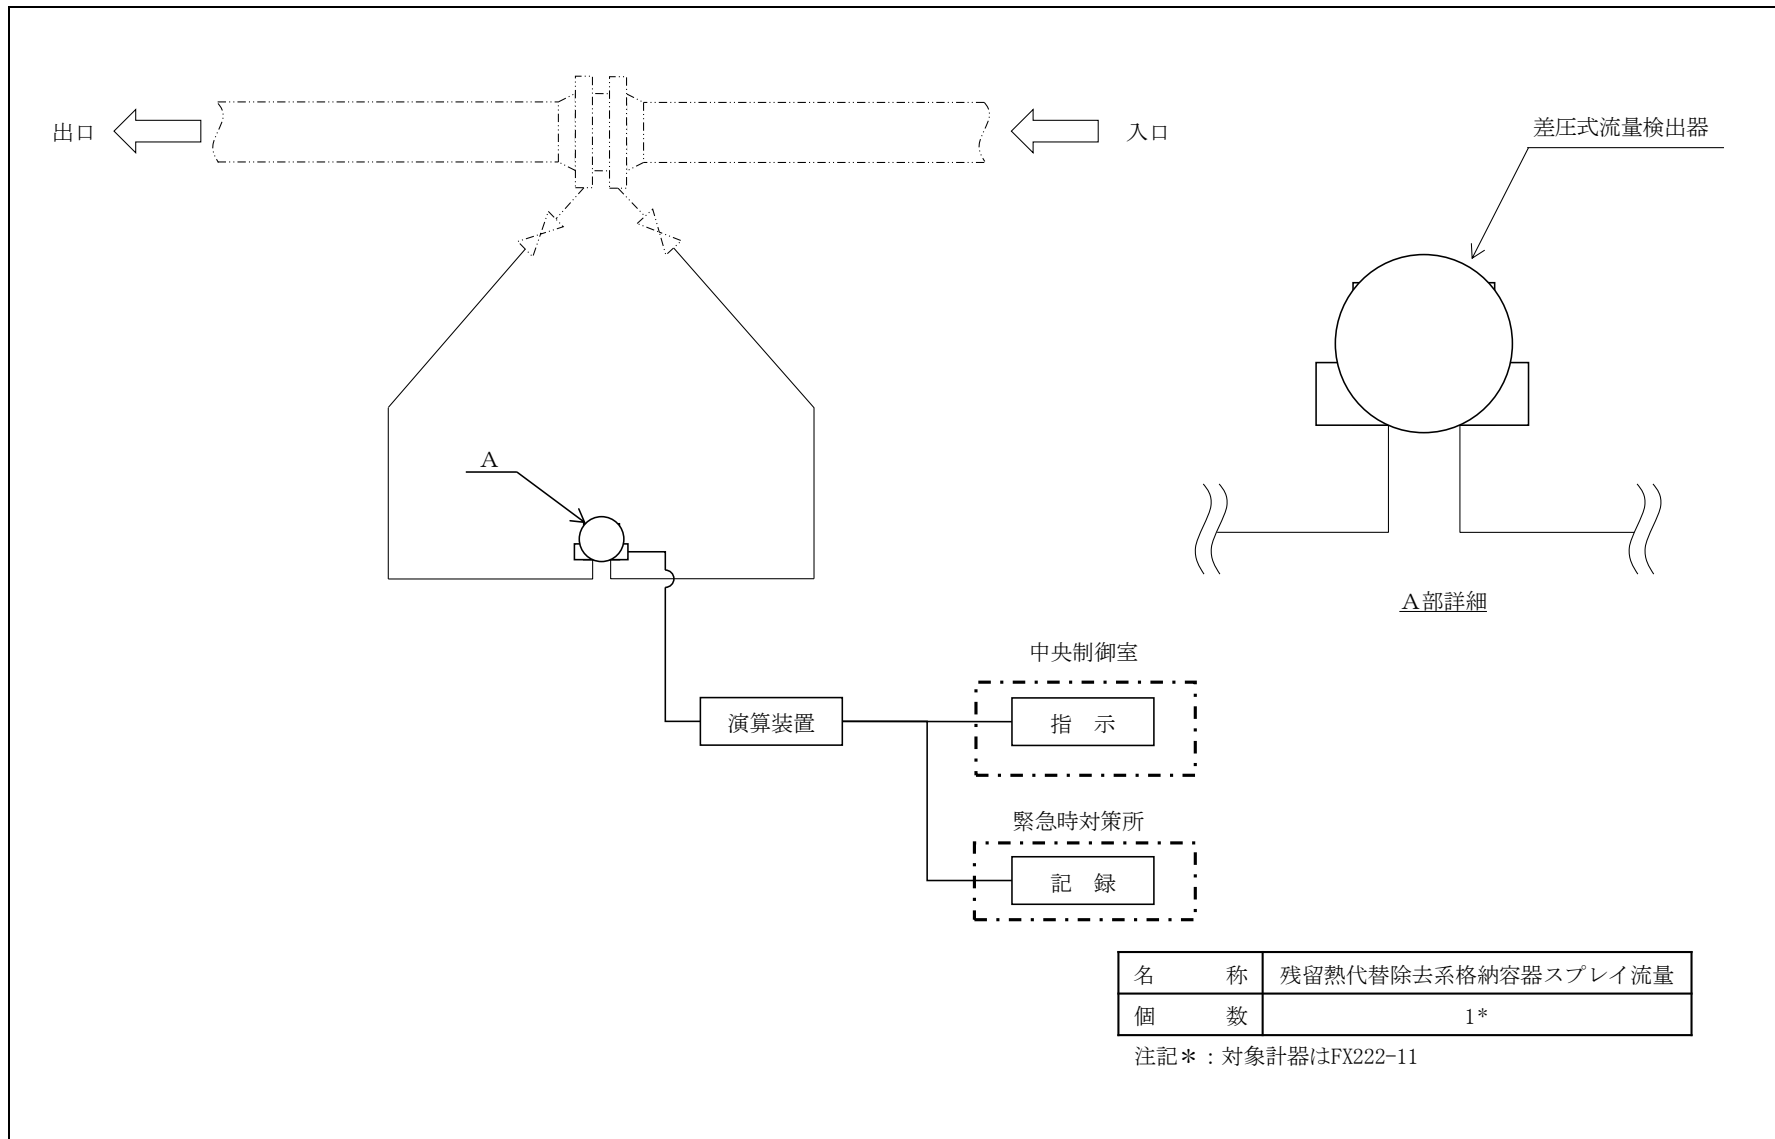 出口
入口
差圧式流量検出器
A
A部詳細
中央制御室
演算装置
指　示
緊急時対策所
記　録
名　称　残留熱代替除去系格納容器スプレイ流量
個　数　1*
注記＊：対象計器はFX222-11